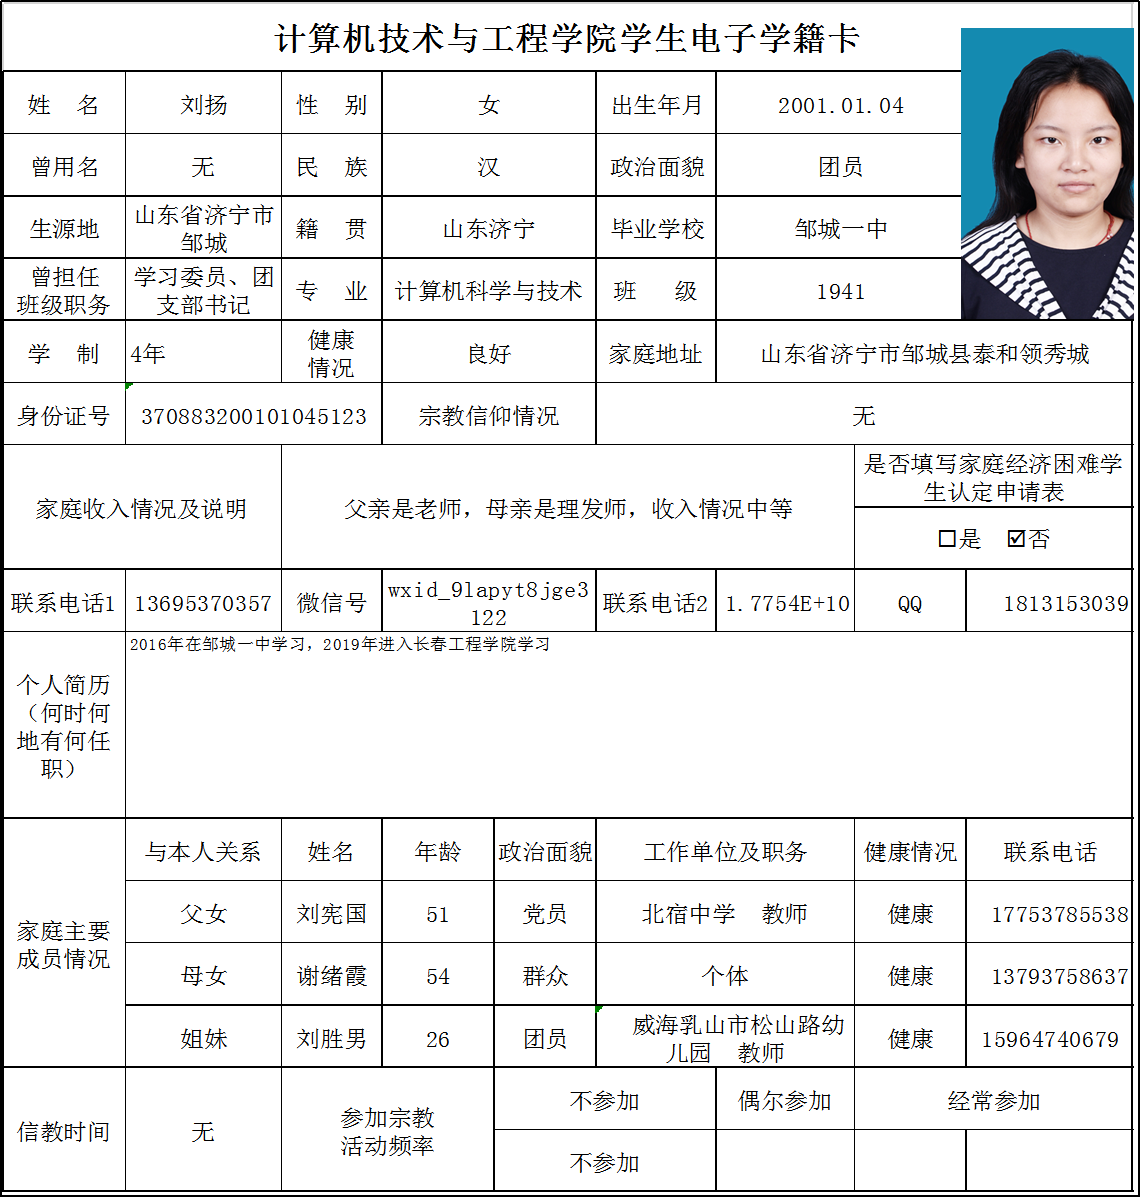 计算机技术与工程学院学生电子学籍卡
姓 名 刘扬 性 别 女 出生年月 2001.01.04
曾用名 无 民 族 汉 政治面貌 团员
生源地 山东省济宁市邹城 籍 贯 山东济宁 毕业学校 邹城一中
曾担任班级职务 学习委员、团支部书记 专 业 计算机科学与技术 班 级 1941
学 制 4年 健康情况 良好 家庭地址 山东省济宁市邹城县泰和领秀城
身份证号 370883200101045123 宗教信仰情况 无
家庭收入情况及说明 父亲是老师，母亲是理发师，收入情况中等 是否填写家庭经济困难学生认定申请表
☐是 ☑否
联系电话1 13695370357 微信号 wxid_9lapyt8jge3122 联系电话2 1.7754E+10 QQ 1813153039
个人简历（何时何地有何任职） 2016年在邹城一中学习，2019年进入长春工程学院学习
家庭主要成员情况 与本人关系 姓名 年龄 政治面貌 工作单位及职务 健康情况 联系电话
父女 刘宪国 51 党员 北宿中学 教师 健康 17753785538
母女 谢绪霞 54 群众 个体 健康 13793758637
姐妹 刘胜男 26 团员 威海乳山市松山路幼儿园 教师 健康 15964740679
信教时间 无 参加宗教活动频率 不参加 偶尔参加 经常参加
不参加